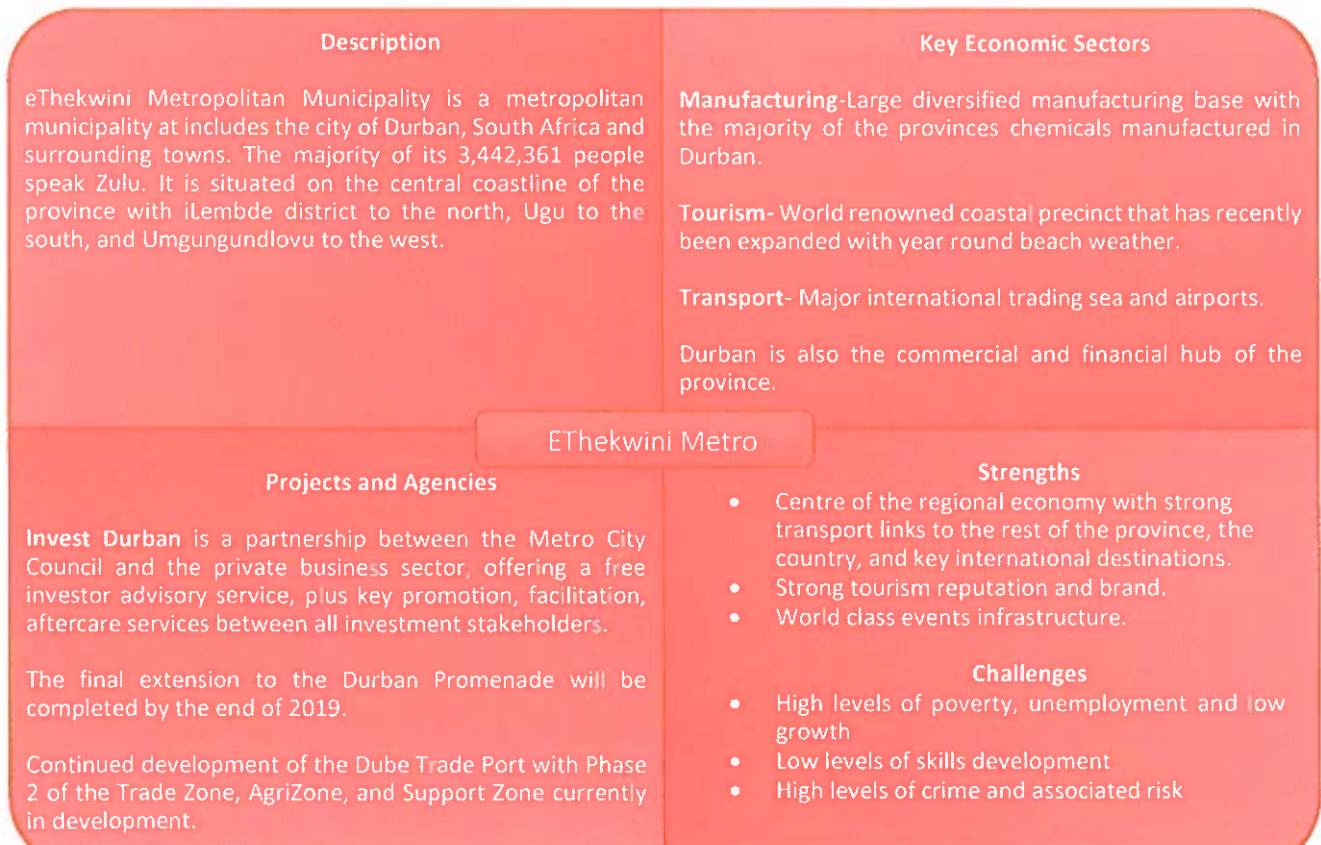 Description
eThekwini Metropolitan Municipality is a metropolitan
municipality at includes the city of Durban, South Africa and
surrounding towns. The majority of its 3,442,361 people
speak Zulu. It is situated on the central coastline of the
province with iLembde district to the north, Ugu to the
south, and Umgungundlovu to the west.
Key Economic Sectors
Manufacturing-Large diversified manufacturing base with
the majority of the provinces chemicals manufactured in
Durban.
Tourism- World renowned coastal precinct that has recently
been expanded with year round beach weather.
Transport- Major international trading sea and airports.
Durban is also the commercial and financial hub of the
province.
EThekwini Metro
Projects and Agencies
Invest Durban is a partnership between the Metro City
Council and the private business sector, offering a free
investor advisory service, plus key promotion, facilitation,
aftercare services between all investment stakeholders.
The final extension to the Durban Promenade will be
completed by the end of 2019.
Continued development of the Dube Trade Port with Phase
2 of the Trade Zone, AgriZone, and Support Zone currently
in development.
Strengths
• Centre of the regional economy with strong
transport links to the rest of the province, the
country, and key international destinations.
• Strong tourism reputation and brand.
• World class events infrastructure.
Challenges
• High levels of poverty, unemployment and low
growth
• Low levels of skills development
• High levels of crime and associated risk